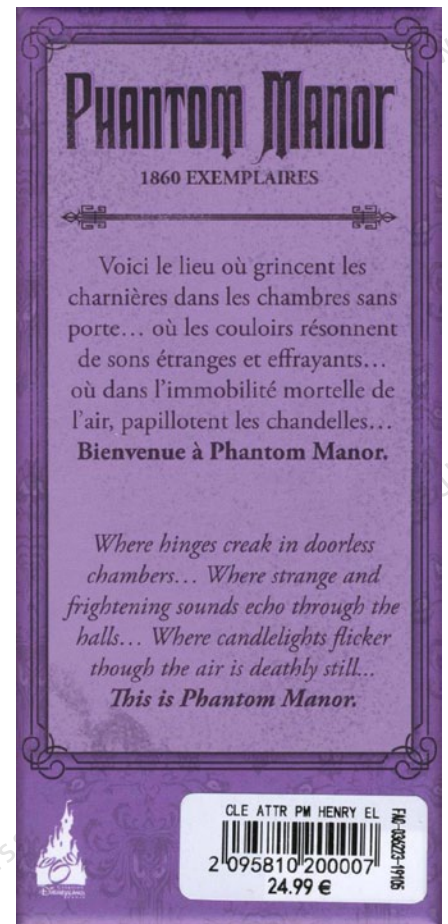 PHANTOM MANOR
1860 EXEMPLAIRES
Voici le lieu où grincent les
charnières dans les chambres sans
porte… où les couloirs résonnent
de sons étranges et effrayants…
où dans l’immobilité mortelle de
l’air, papillotent les chandelles…
Bienvenue à Phantom Manor.
Where hinges creak in doorless
chambers… Where strange and
frightening sounds echo through the
halls… Where candlelights flicker
though the air is deathly still...
This is Phantom Manor.
CLE ATTR PM HENRY EL
2 095810 200007
24.99 €
DISNEYLAND